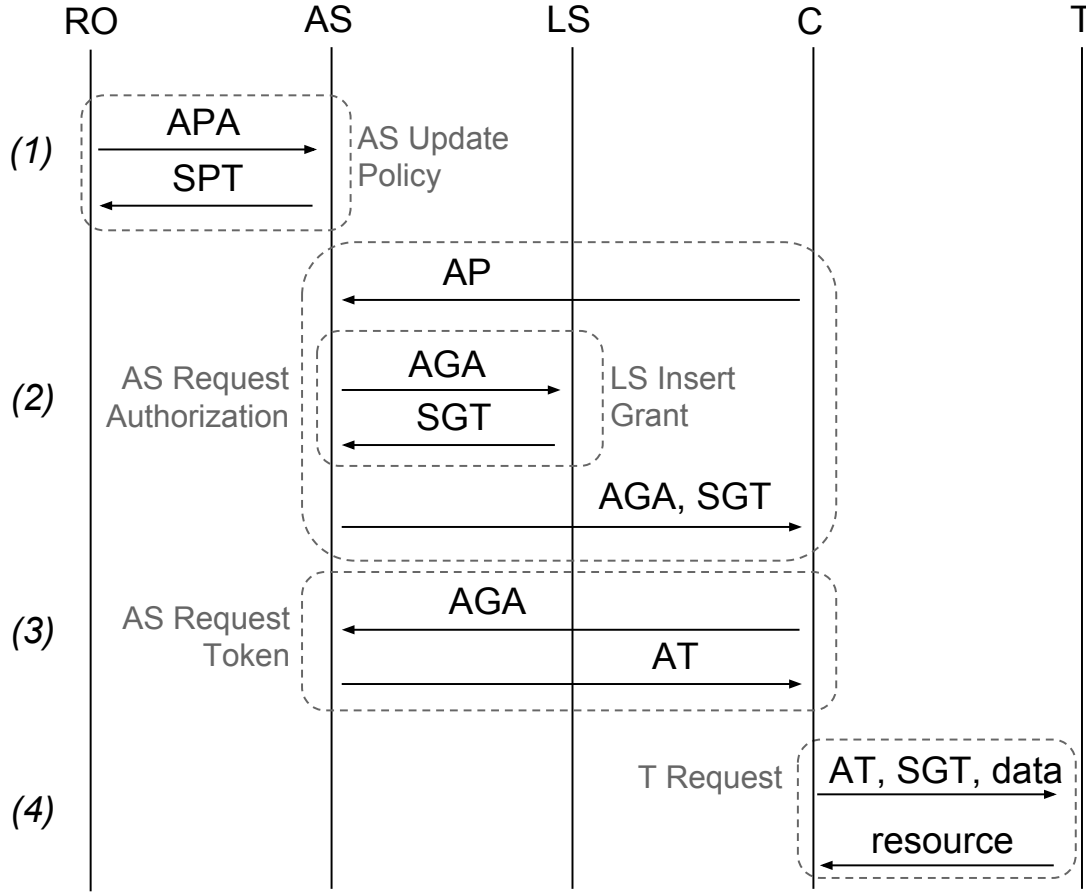 RO AS LS C T
(1)
APA
SPT
AS Update
Policy
(2)
AP
AS Request
Authorization
AGA
SGT
LS Insert
Grant
AGA, SGT
(3)
AS Request
Token
AGA
AT
(4)
T Request
AT, SGT, data
resource